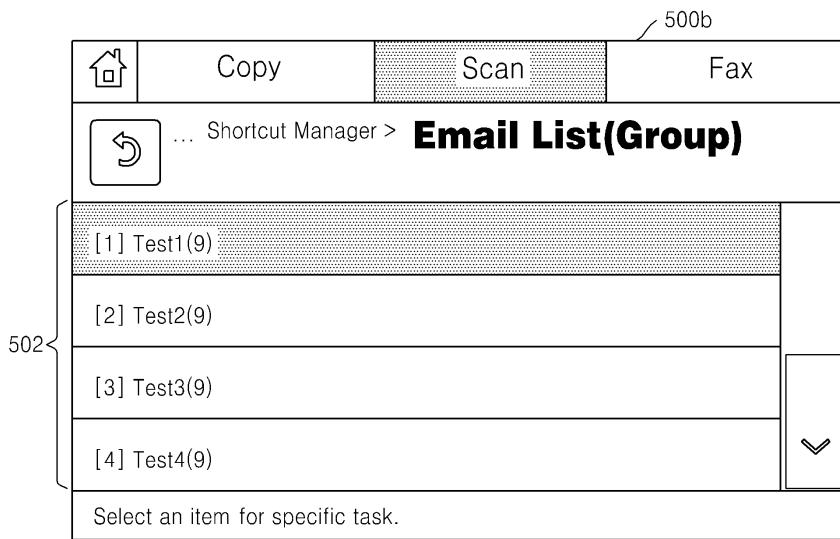 500b
Copy Scan Fax
... Shortcut Manager > Email List(Group)
[1] Test1(9)
[2] Test2(9)
502
[3] Test3(9)
[4] Test4(9)
Select an item for specific task.